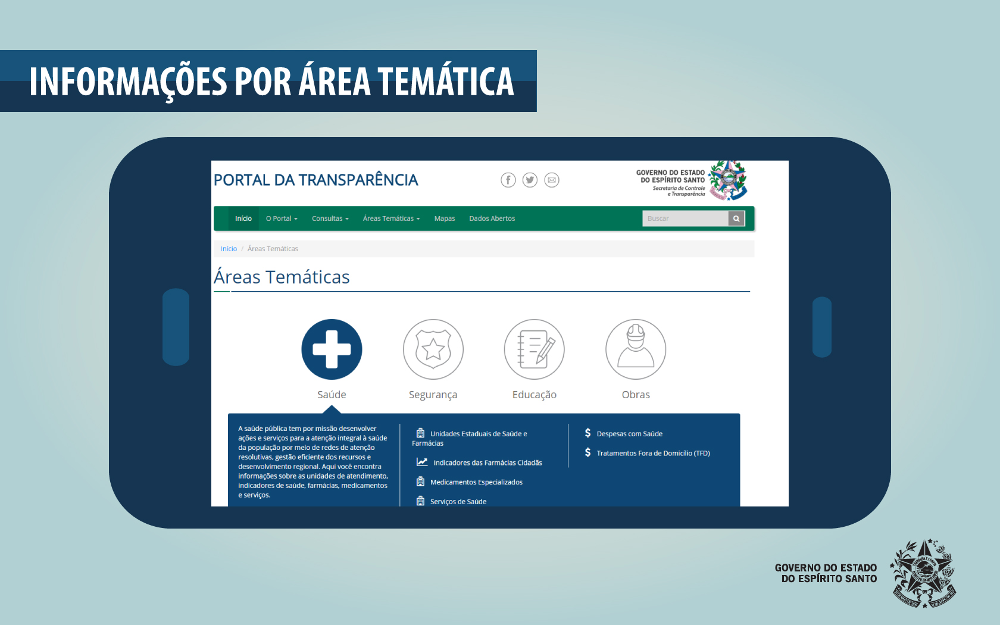 INFORMAÇÕES POR ÁREA TEMÁTICA
PORTAL DA TRANSPARÊNCIA
GOVERNO DO ESTADO
DO ESPÍRITO SANTO
Secretaria de Controle
e Transparência
Início
O Portal
Consultas
Áreas Temáticas
Mapas
Dados Abertos
Buscar
Início / Áreas Temáticas
Áreas Temáticas
Saúde
Segurança
Educação
Obras
A saúde pública tem por missão desenvolver
ações e serviços para a atenção integral à saúde
da população por meio de redes de atenção
resolutivas, gestão eficiente dos recursos e
desenvolvimento regional. Aqui você encontra
informações sobre as unidades de atendimento,
indicadores de saúde, farmácias, medicamentos
e serviços.
Unidades Estaduais de Saúde e
Farmácias
Indicadores das Farmácias Cidadãs
Medicamentos Especializados
Serviços de Saúde
$ Despesas com Saúde
$ Tratamentos Fora de Domicílio (TFD)
GOVERNO DO ESTADO
DO ESPÍRITO SANTO
TRABALHA E CONFIA